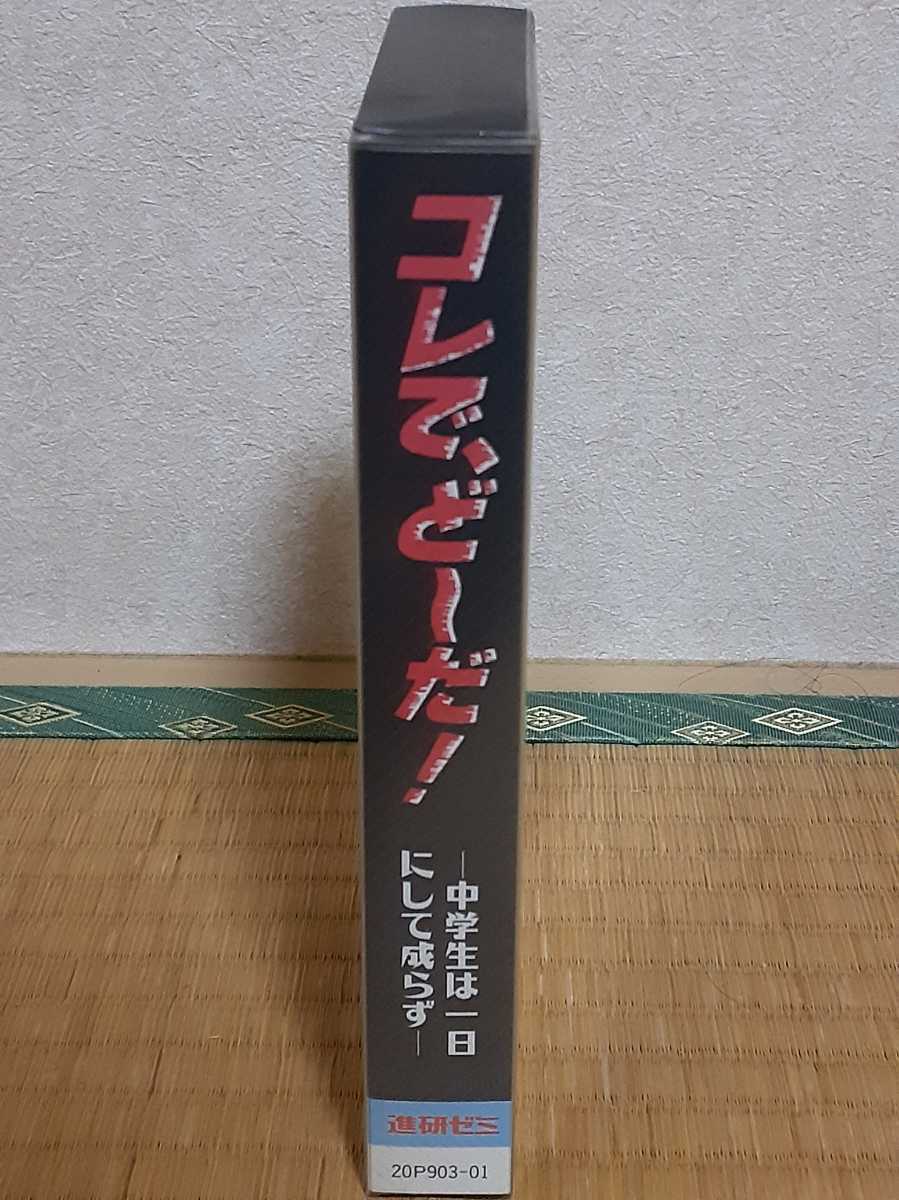 コレで、ど〜だ!
―中学生は一日
にして成らず―
進研ゼミ
20P903-01